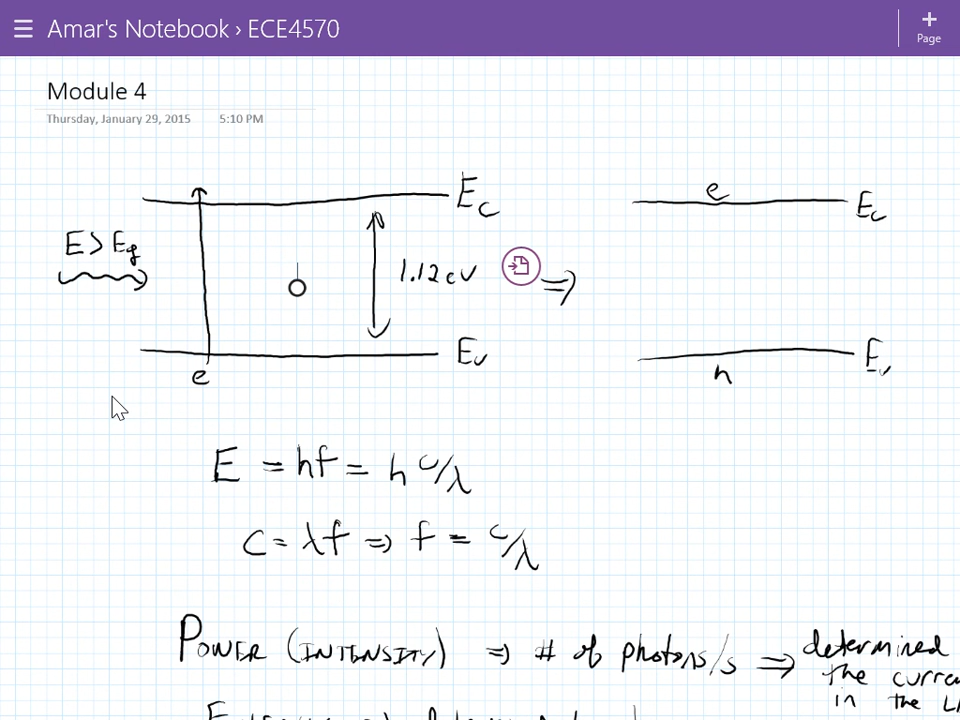 Amar's Notebook › ECE4570
Page
Module 4
Thursday, January 29, 2015 5:10 PM
Ec
e
Ec
E > Eg
1.12eV
⇒
Ev
Ev
e
h
E = hf = h c/λ
c = λf ⇒ f = c/λ
POWER (INTENSITY) ⇒ # of photons/s ⇒ determined
the
in the